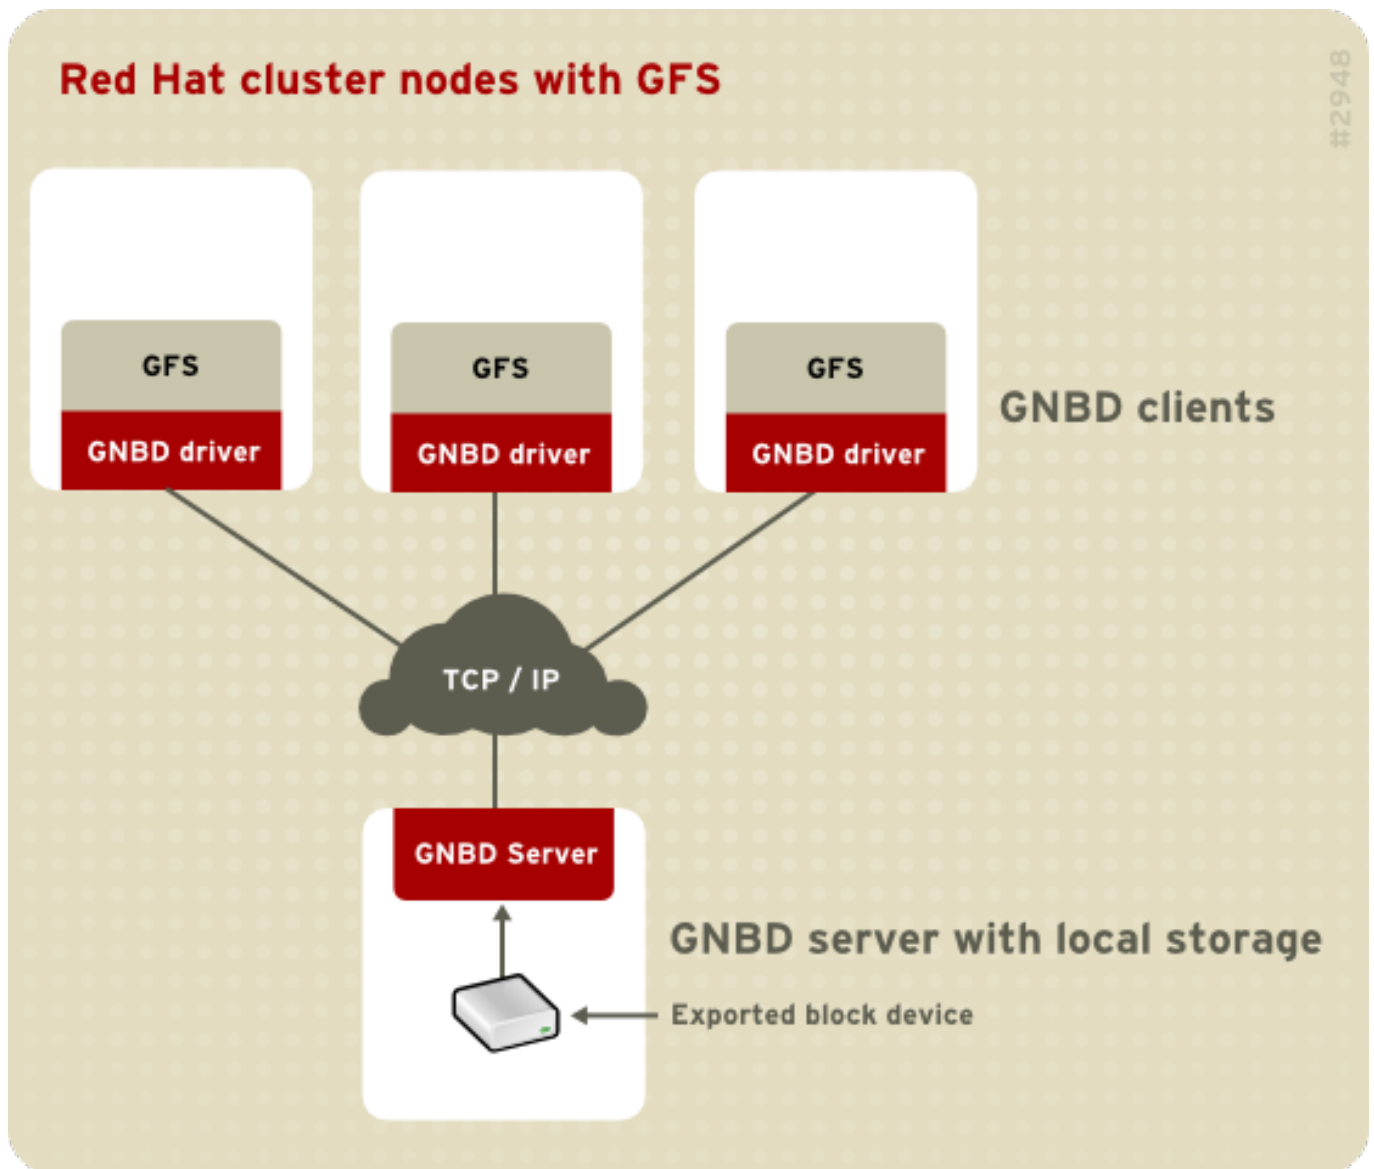 Red Hat cluster nodes with GFS
#2948
GFS
GNBD driver
GFS
GNBD driver
GFS
GNBD driver
GNBD clients
TCP / IP
GNBD Server
GNBD server with local storage
Exported block device